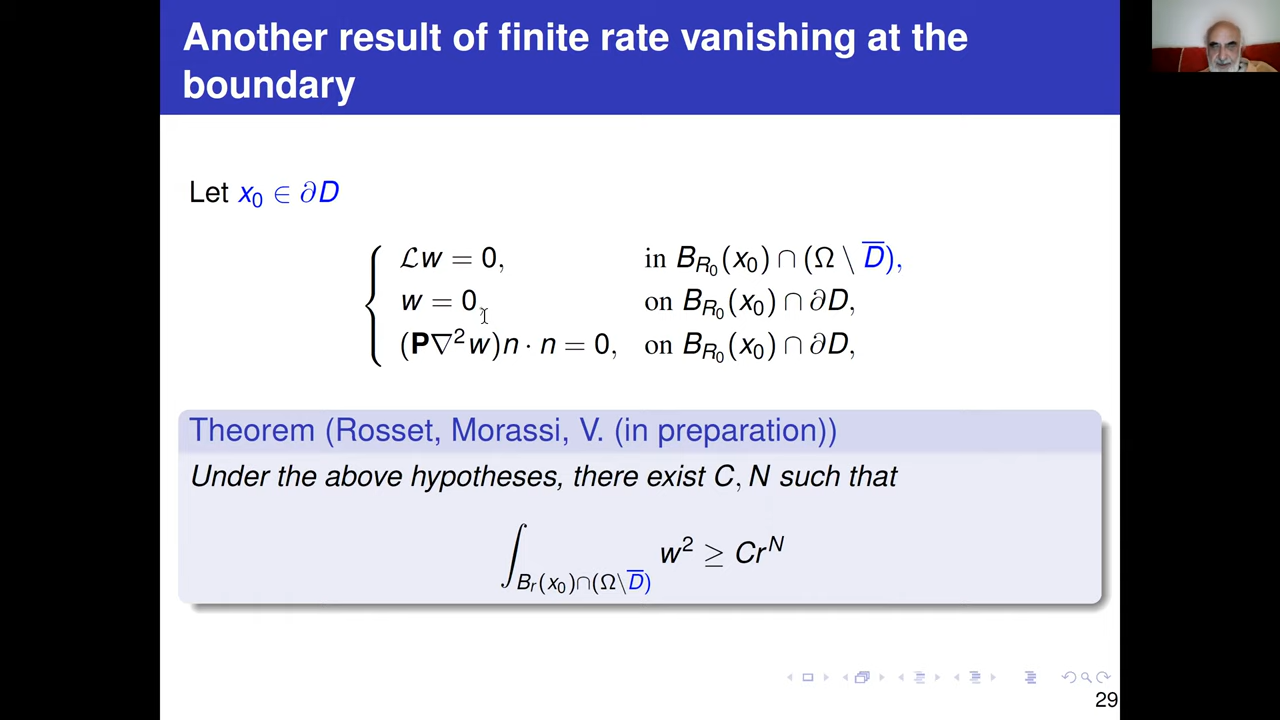 Another result of finite rate vanishing at the
boundary
Let x₀ ∈ ∂D
ℒw = 0, in B_{R₀}(x₀) ∩ (Ω \ D̅),
w = 0, on B_{R₀}(x₀) ∩ ∂D,
(P∇²w)n · n = 0, on B_{R₀}(x₀) ∩ ∂D,
Theorem (Rosset, Morassi, V. (in preparation))
Under the above hypotheses, there exist C, N such that
∫_{B_r(x₀)∩(Ω\D̅)} w² ≥ Cr^N
29